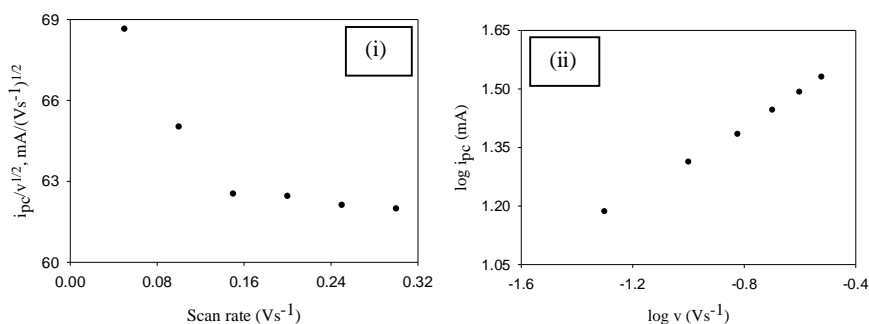 (i)
69
66
63
60
0.00 0.08 0.16 0.24 0.32
Scan rate (Vs⁻¹)
i_pc/v^1/2, mA/(Vs⁻¹)^1/2
(ii)
1.65
1.50
1.35
1.20
1.05
-1.6 -1.2 -0.8 -0.4
log v (Vs⁻¹)
log i_pc (mA)